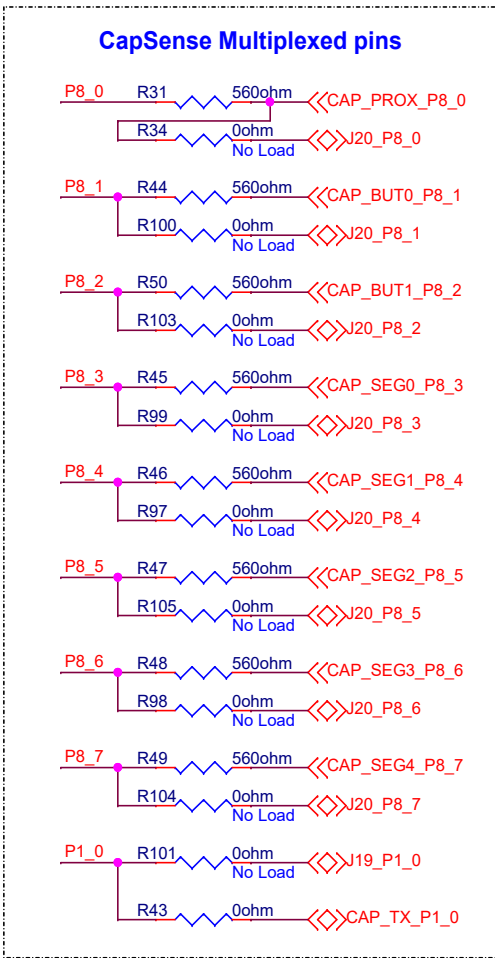 CapSense Multiplexed pins
P8_0 R31 560ohm CAP_PROX_P8_0
R34 0ohm J20_P8_0
No Load
P8_1 R44 560ohm CAP_BUT0_P8_1
R100 0ohm J20_P8_1
No Load
P8_2 R50 560ohm CAP_BUT1_P8_2
R103 0ohm J20_P8_2
No Load
P8_3 R45 560ohm CAP_SEG0_P8_3
R99 0ohm J20_P8_3
No Load
P8_4 R46 560ohm CAP_SEG1_P8_4
R97 0ohm J20_P8_4
No Load
P8_5 R47 560ohm CAP_SEG2_P8_5
R105 0ohm J20_P8_5
No Load
P8_6 R48 560ohm CAP_SEG3_P8_6
R98 0ohm J20_P8_6
No Load
P8_7 R49 560ohm CAP_SEG4_P8_7
R104 0ohm J20_P8_7
No Load
P1_0 R101 0ohm J19_P1_0
No Load
R43 0ohm CAP_TX_P1_0